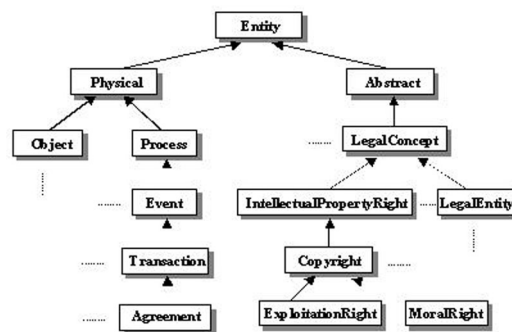 Entity
Physical
Abstract
Object
Process
LegalConcept
Event
IntellectualPropertyRight
LegalEntity
Transaction
Copyright
Agreement
ExploitationRight
MoralRight